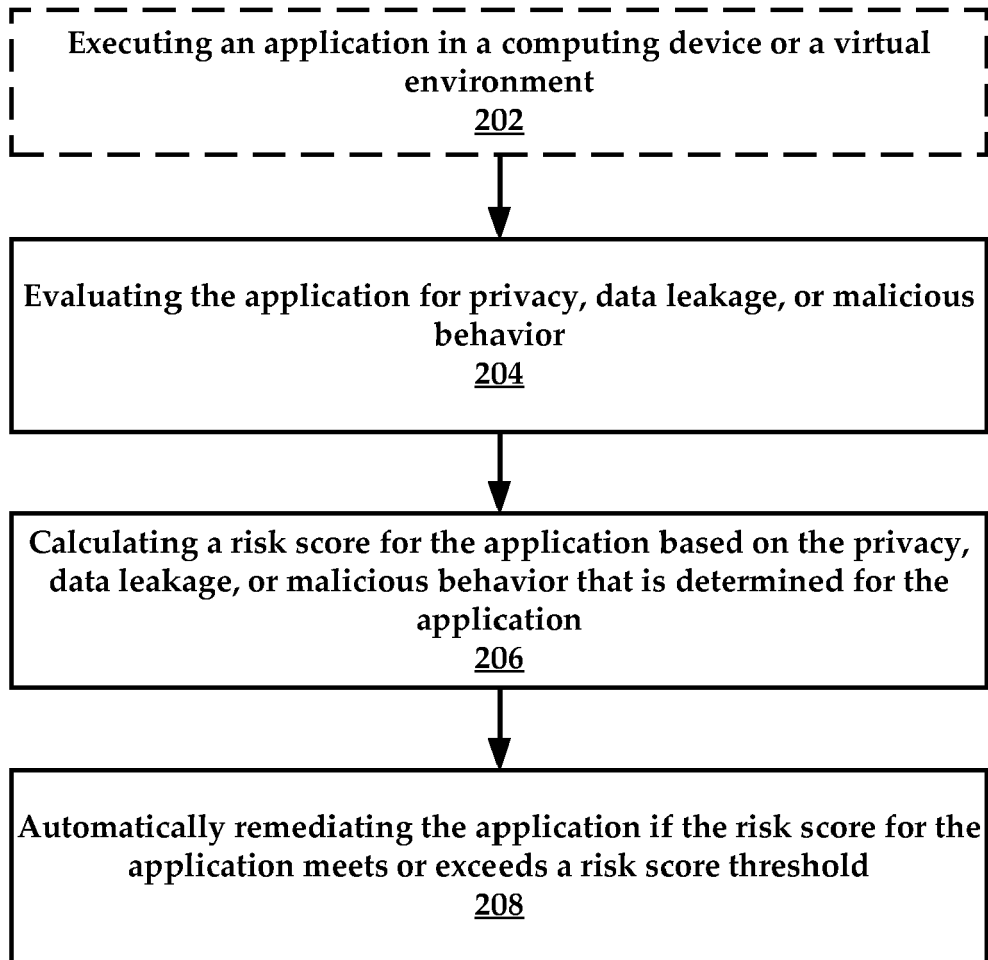 Executing an application in a computing device or a virtual
environment
202
Evaluating the application for privacy, data leakage, or malicious
behavior
204
Calculating a risk score for the application based on the privacy,
data leakage, or malicious behavior that is determined for the
application
206
Automatically remediating the application if the risk score for the
application meets or exceeds a risk score threshold
208